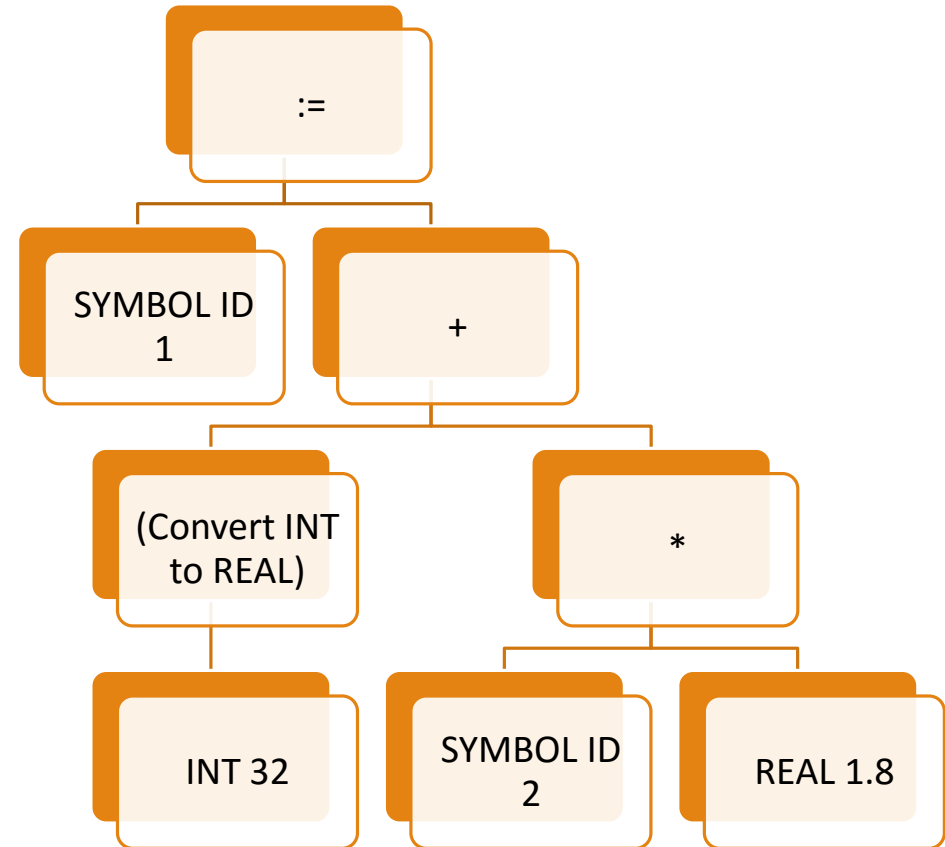 :=
SYMBOL ID
1
+
(Convert INT
to REAL)
*
INT 32
SYMBOL ID
2
REAL 1.8